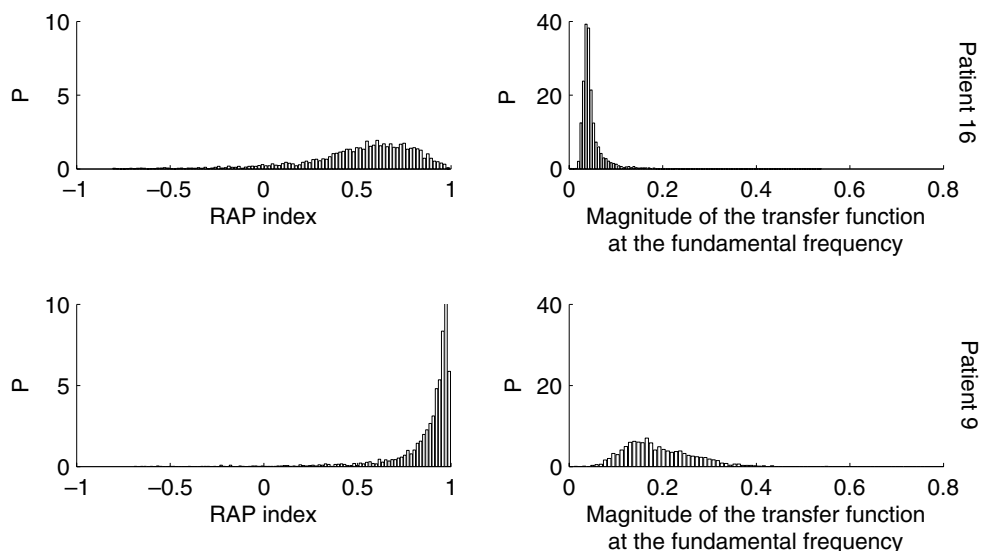 10
5
0
P
−1
−0.5
0
0.5
1
RAP index
40
20
0
P
0
0.2
0.4
0.6
0.8
Magnitude of the transfer function
at the fundamental frequency
Patient 16
10
5
0
P
−1
−0.5
0
0.5
1
RAP index
40
20
0
P
0
0.2
0.4
0.6
0.8
Magnitude of the transfer function
at the fundamental frequency
Patient 9